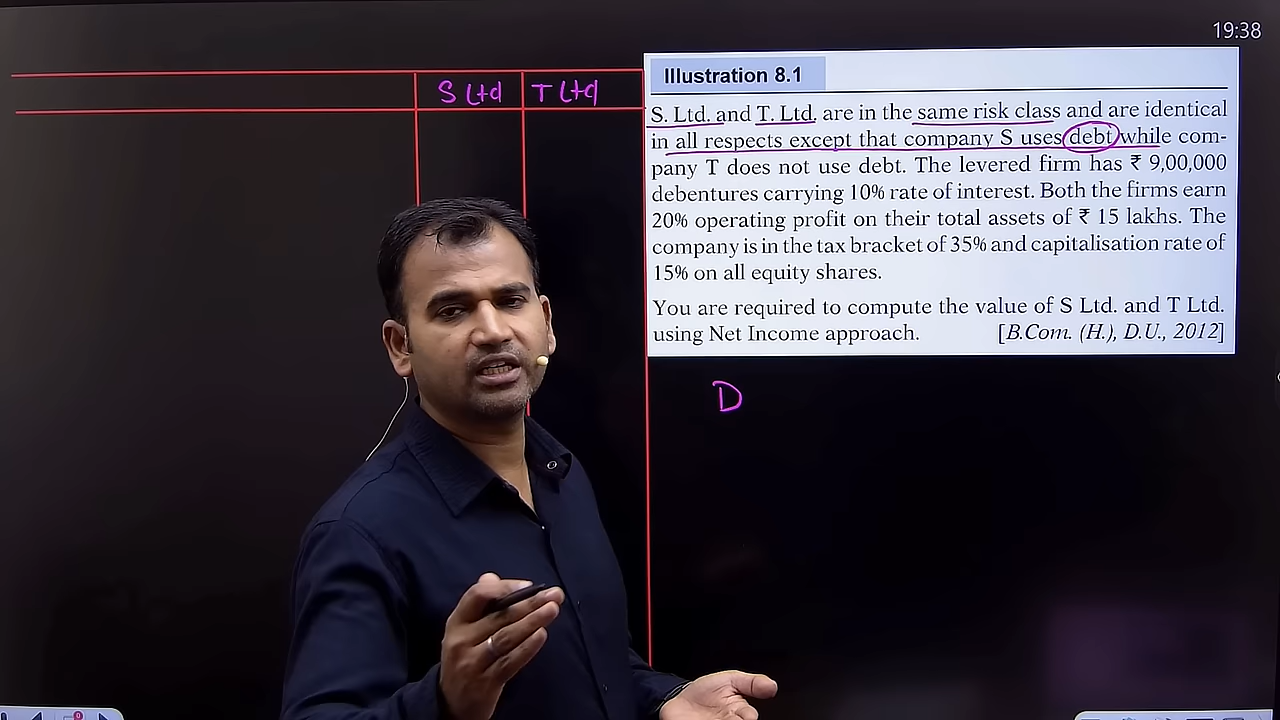 19:38
S Ltd T Ltd
Illustration 8.1
S. Ltd. and T. Ltd. are in the same risk class and are identical
in all respects except that company S uses debt while com-
pany T does not use debt. The levered firm has ₹ 9,00,000
debentures carrying 10% rate of interest. Both the firms earn
20% operating profit on their total assets of ₹ 15 lakhs. The
company is in the tax bracket of 35% and capitalisation rate of
15% on all equity shares.
You are required to compute the value of S Ltd. and T Ltd.
using Net Income approach. [B.Com. (H.), D.U., 2012]
D